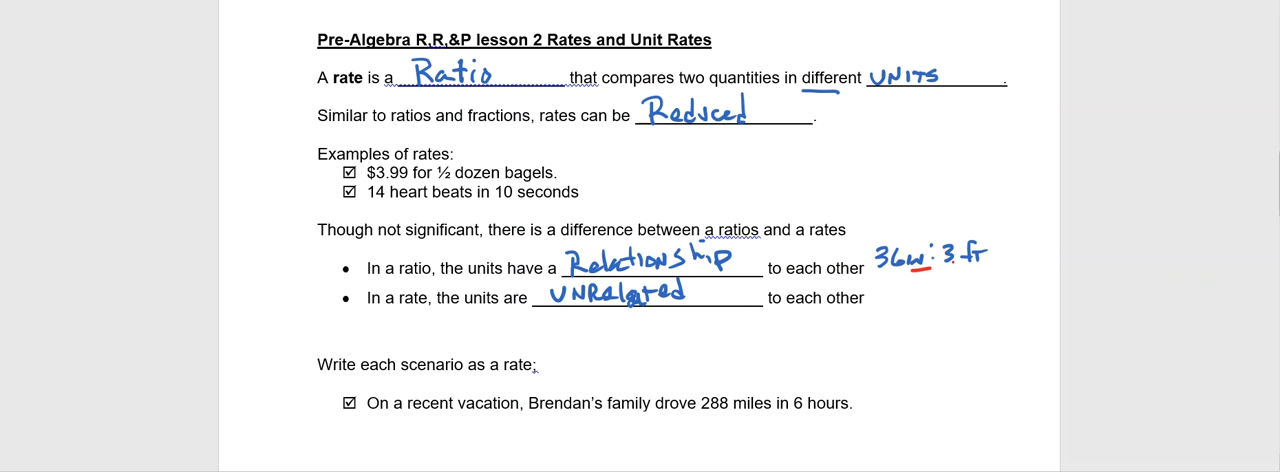 Pre-Algebra R,R,&P lesson 2 Rates and Unit Rates
A rate is a Ratio that compares two quantities in different UNITS.
Similar to ratios and fractions, rates can be Reduced.
Examples of rates:
☑ $3.99 for ½ dozen bagels.
☑ 14 heart beats in 10 seconds
Though not significant, there is a difference between a ratios and a rates
• In a ratio, the units have a Relationship to each other 36in : 3 ft
• In a rate, the units are UNRelated to each other
Write each scenario as a rate;
☑ On a recent vacation, Brendan’s family drove 288 miles in 6 hours.